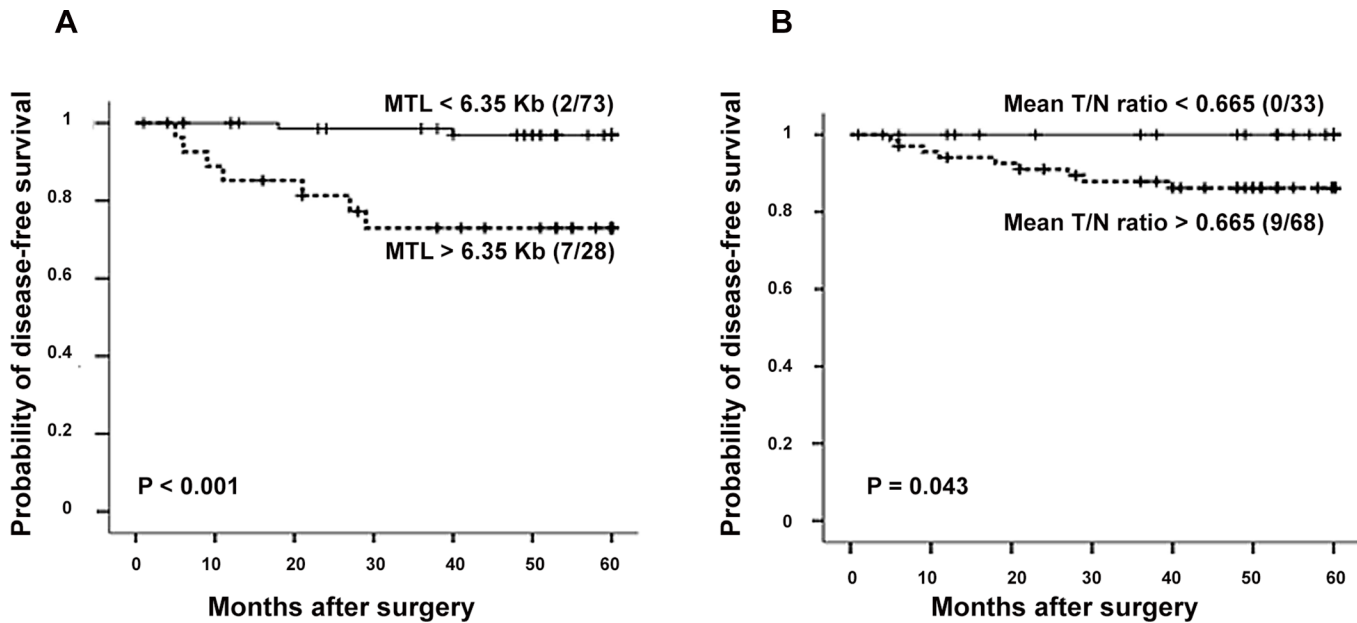 A
Probability of disease-free survival
1
0.8
0.6
0.4
0.2
0
MTL < 6.35 Kb (2/73)
MTL > 6.35 Kb (7/28)
P < 0.001
0 10 20 30 40 50 60
Months after surgery
B
Probability of disease-free survival
1
0.8
0.6
0.4
0.2
0
Mean T/N ratio < 0.665 (0/33)
Mean T/N ratio > 0.665 (9/68)
P = 0.043
0 10 20 30 40 50 60
Months after surgery